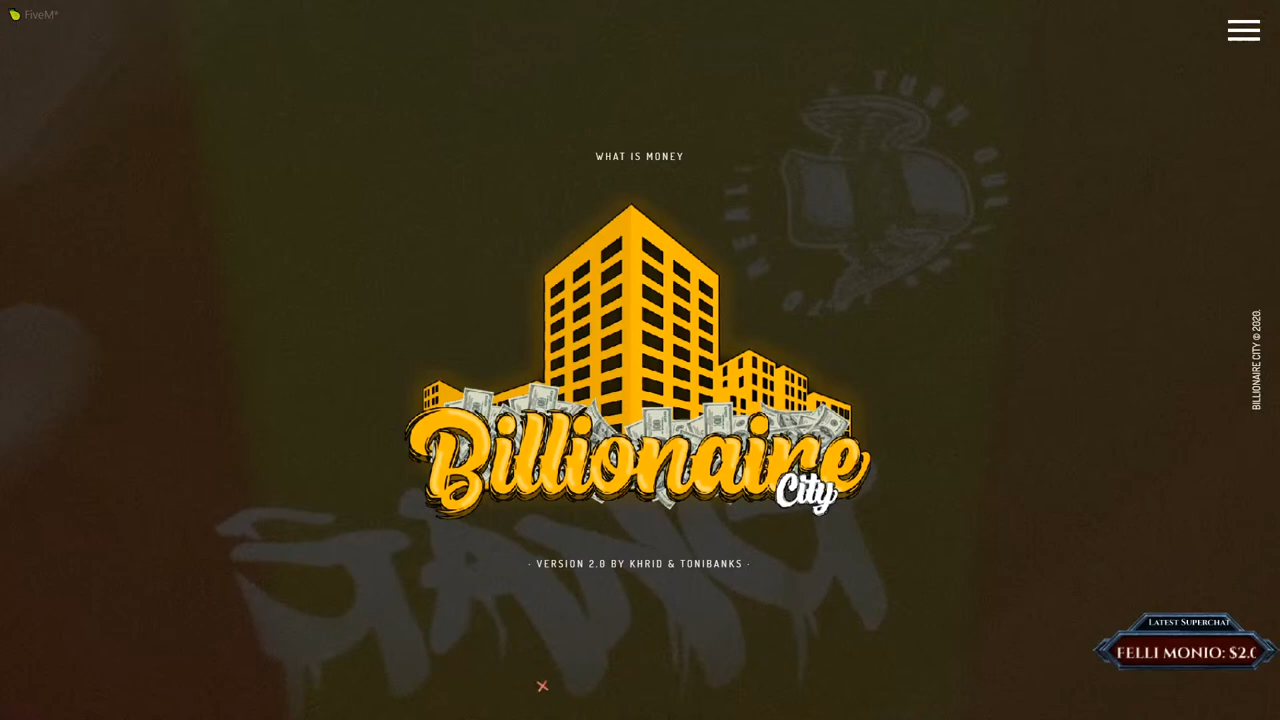 FiveM*
WHAT IS MONEY
Billionaire
City
· VERSION 2.0 BY KHRID & TONIBANKS ·
BILLIONAIRE CITY © 2020.
LATEST SUPERCHAT
FELLI MONIO: $2.0